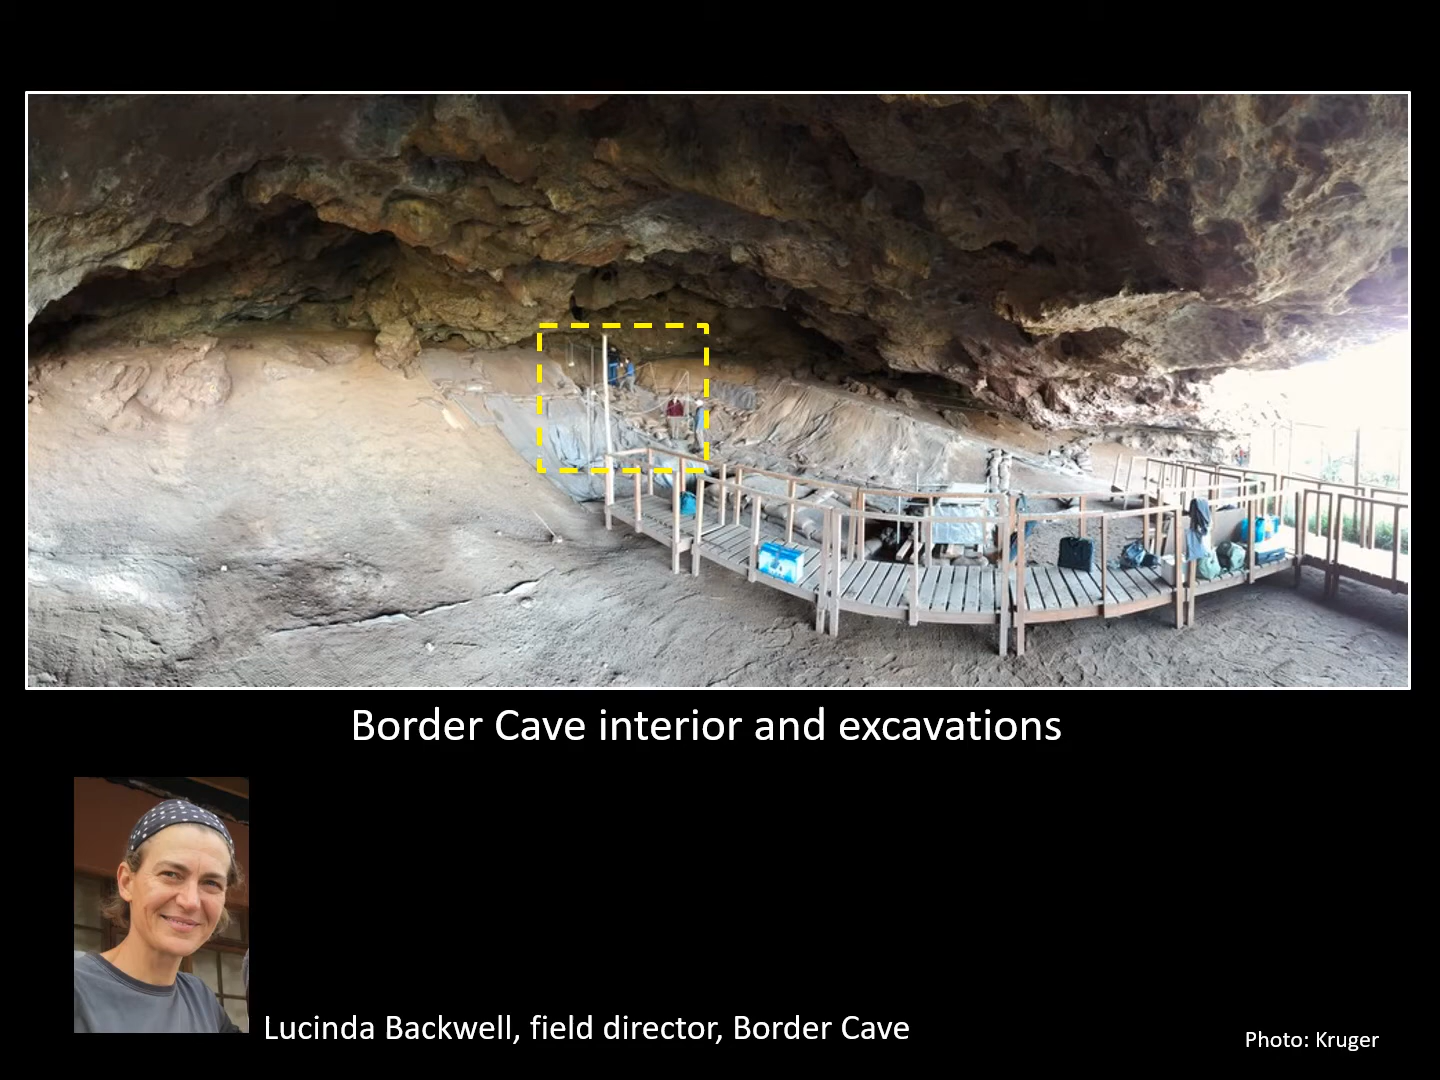 Border Cave interior and excavations
Lucinda Backwell, field director, Border Cave
Photo: Kruger